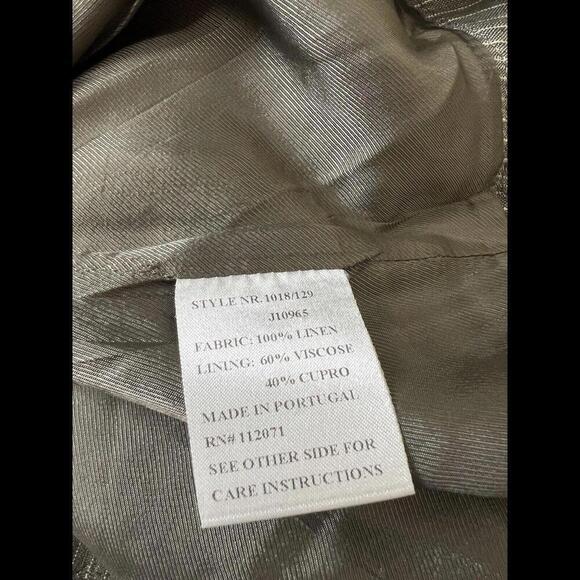 STYLE NR. 1018/129
J10965
FABRIC: 100% LINEN
LINING: 60% VISCOSE
40% CUPRO
MADE IN PORTUGAL
RN# 112071
SEE OTHER SIDE FOR
CARE INSTRUCTIONS